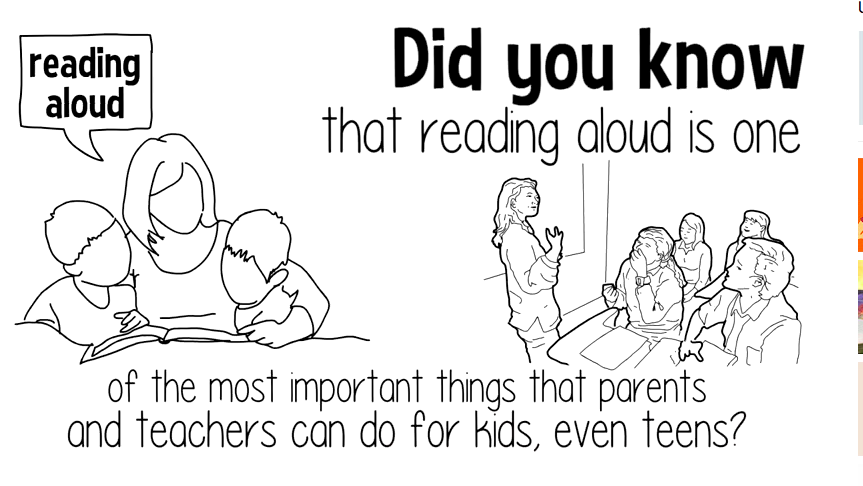 reading
aloud
Did you know
that reading aloud is one
of the most important things that parents
and teachers can do for kids, even teens?